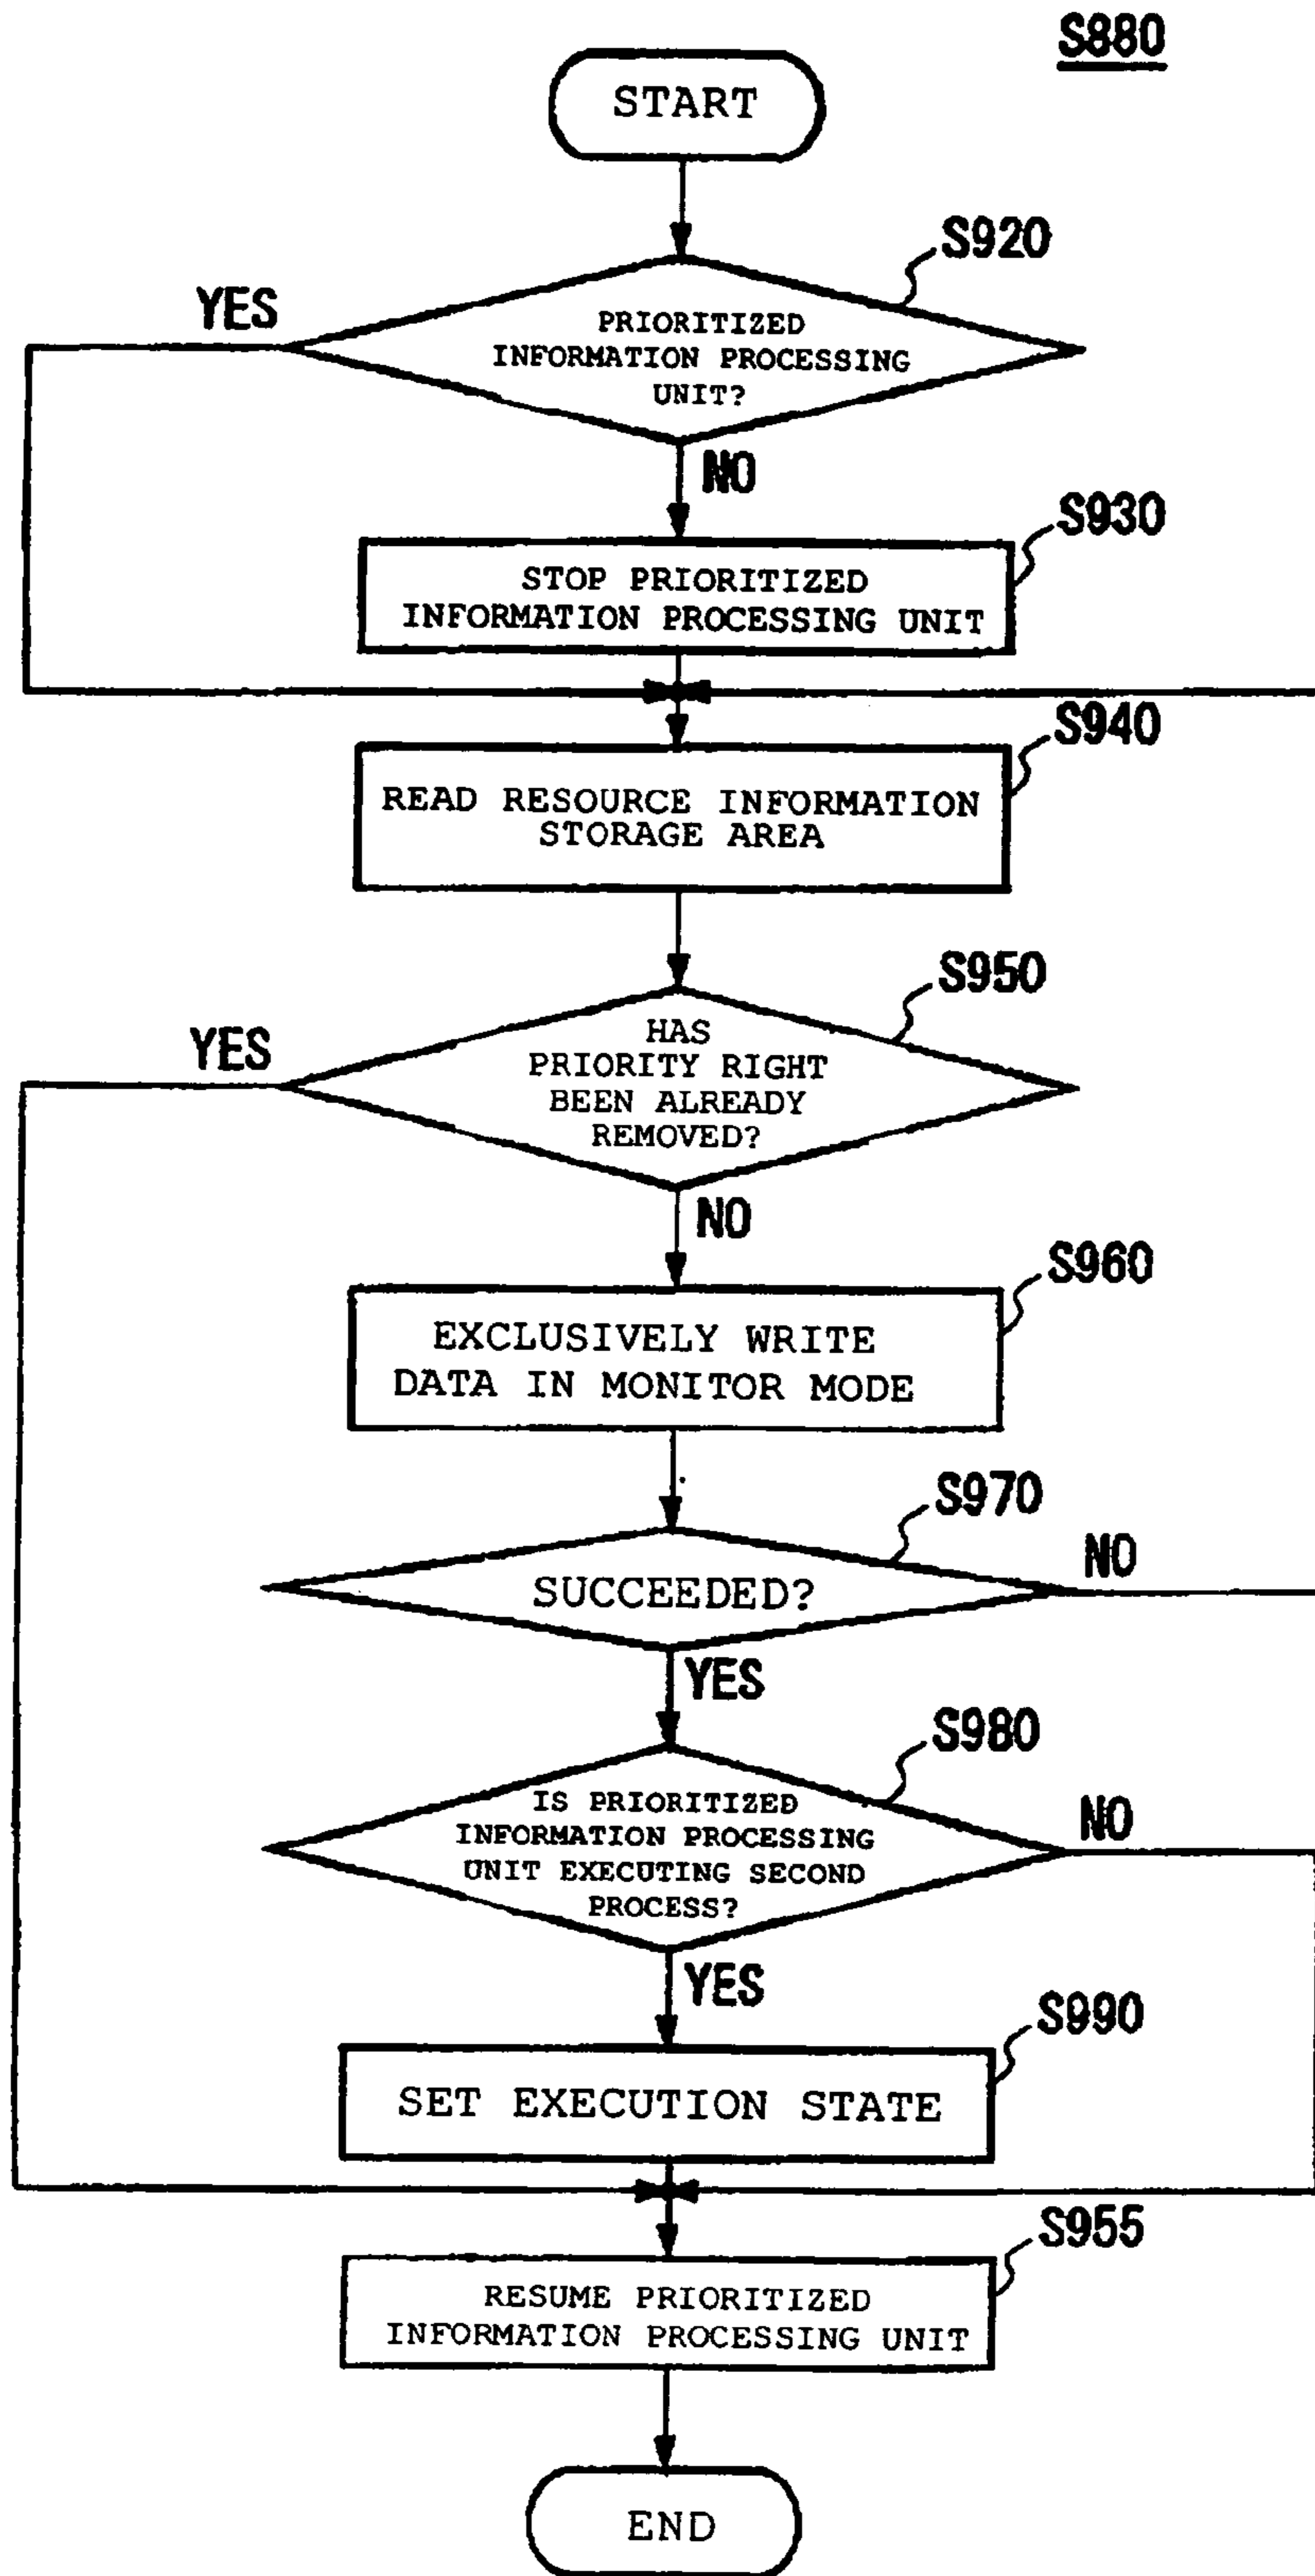 S880
START
S920
YES
PRIORITIZED
INFORMATION PROCESSING
UNIT?
NO
S930
STOP PRIORITIZED
INFORMATION PROCESSING UNIT
S940
READ RESOURCE INFORMATION
STORAGE AREA
S950
YES
HAS
PRIORITY RIGHT
BEEN ALREADY
REMOVED?
NO
S960
EXCLUSIVELY WRITE
DATA IN MONITOR MODE
S970
NO
SUCCEEDED?
YES
S980
IS PRIORITIZED
INFORMATION PROCESSING
UNIT EXECUTING SECOND
PROCESS?
NO
YES
S990
SET EXECUTION STATE
S955
RESUME PRIORITIZED
INFORMATION PROCESSING UNIT
END